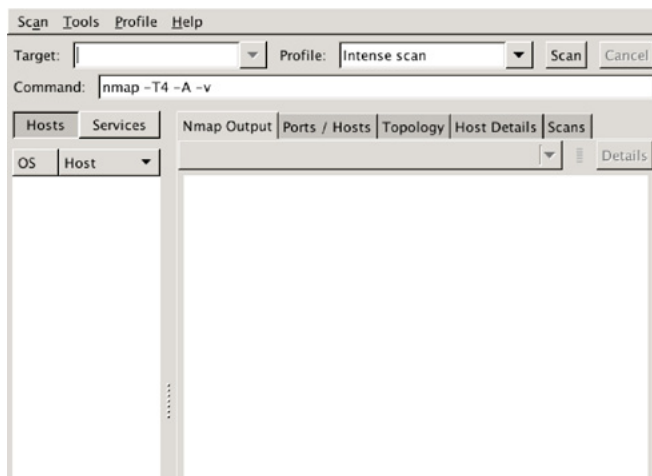 Scan Tools Profile Help
Target: Profile: Intense scan Scan Cancel
Command: nmap -T4 -A -v
Hosts Services Nmap Output Ports / Hosts Topology Host Details Scans
OS Host Details